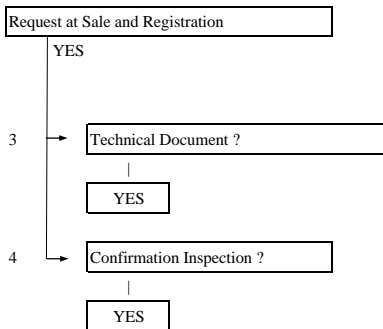 Request at Sale and Registration
YES
3 Technical Document ?
YES
4 Confirmation Inspection ?
YES